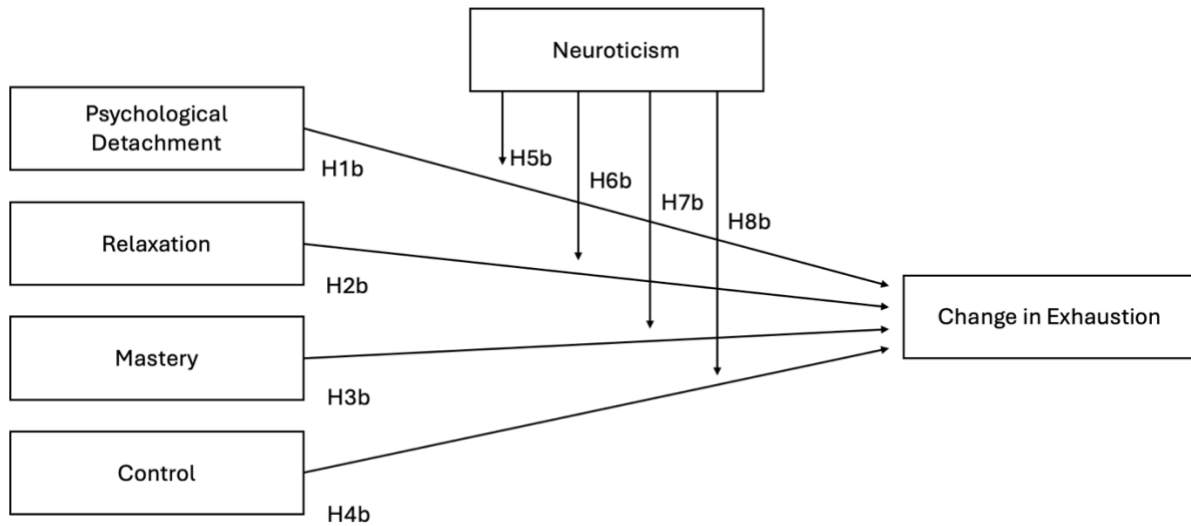 Neuroticism
Psychological
Detachment
H1b
H5b
H6b
H7b
H8b
Relaxation
H2b
Change in Exhaustion
Mastery
H3b
Control
H4b